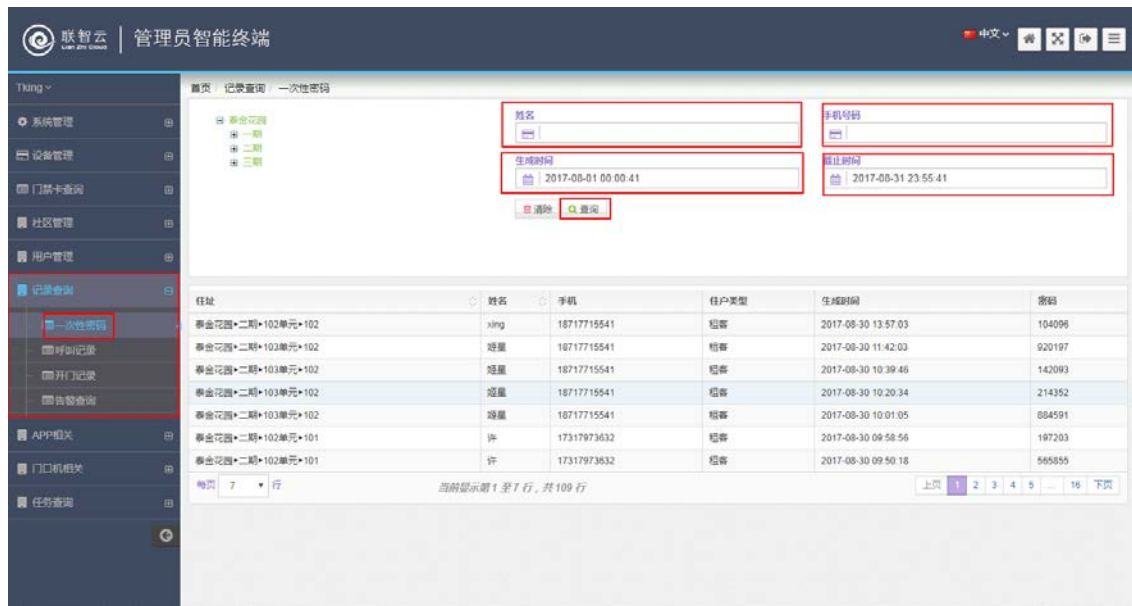 联智云 管理员智能终端 中文
Lian Zhi Cloud
Tking
首页 / 记录查询 / 一次性密码
系统管理
设备管理
门禁卡查询
社区管理
用户管理
记录查询
一次性密码
呼叫记录
开门记录
告警查询
APP相关
门口机相关
任务查询
泰金花园
一期
二期
三期
姓名 手机号码
生成时间 截止时间
2017-08-01 00:00:41 2017-08-31 23:55:41
清除 查询
住址 姓名 手机 住户类型 生成时间 密码
泰金花园▸二期▸102单元▸102 xing 18717715541 租客 2017-08-30 13:57:03 104096
泰金花园▸二期▸103单元▸102 18717715541 租客 2017-08-30 11:42:03 920197
泰金花园▸二期▸103单元▸102 18717715541 租客 2017-08-30 10:39:46 142093
泰金花园▸二期▸103单元▸102 18717715541 租客 2017-08-30 10:20:34 214352
泰金花园▸二期▸103单元▸102 18717715541 租客 2017-08-30 10:01:05 884591
泰金花园▸二期▸102单元▸101 许 17317973632 租客 2017-08-30 09:58:56 197203
泰金花园▸二期▸102单元▸101 许 17317973632 租客 2017-08-30 09:50:18 565855
每页 7 行 当前显示第 1 至 7 行，共 109 行 上页 1 2 3 4 5 ... 16 下页